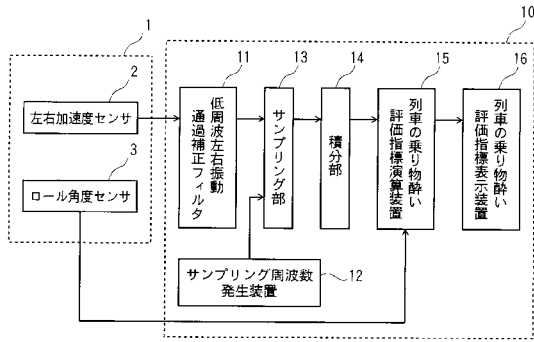 1
10
2
左右加速度センサ
3
ロール角度センサ
11
低周波左右振動
通過補正フィルタ
13
サンプリング部
14
積分部
15
列車の乗り物酔い
評価指標演算装置
16
列車の乗り物酔い
評価指標表示装置
サンプリング周波数
発生装置
12